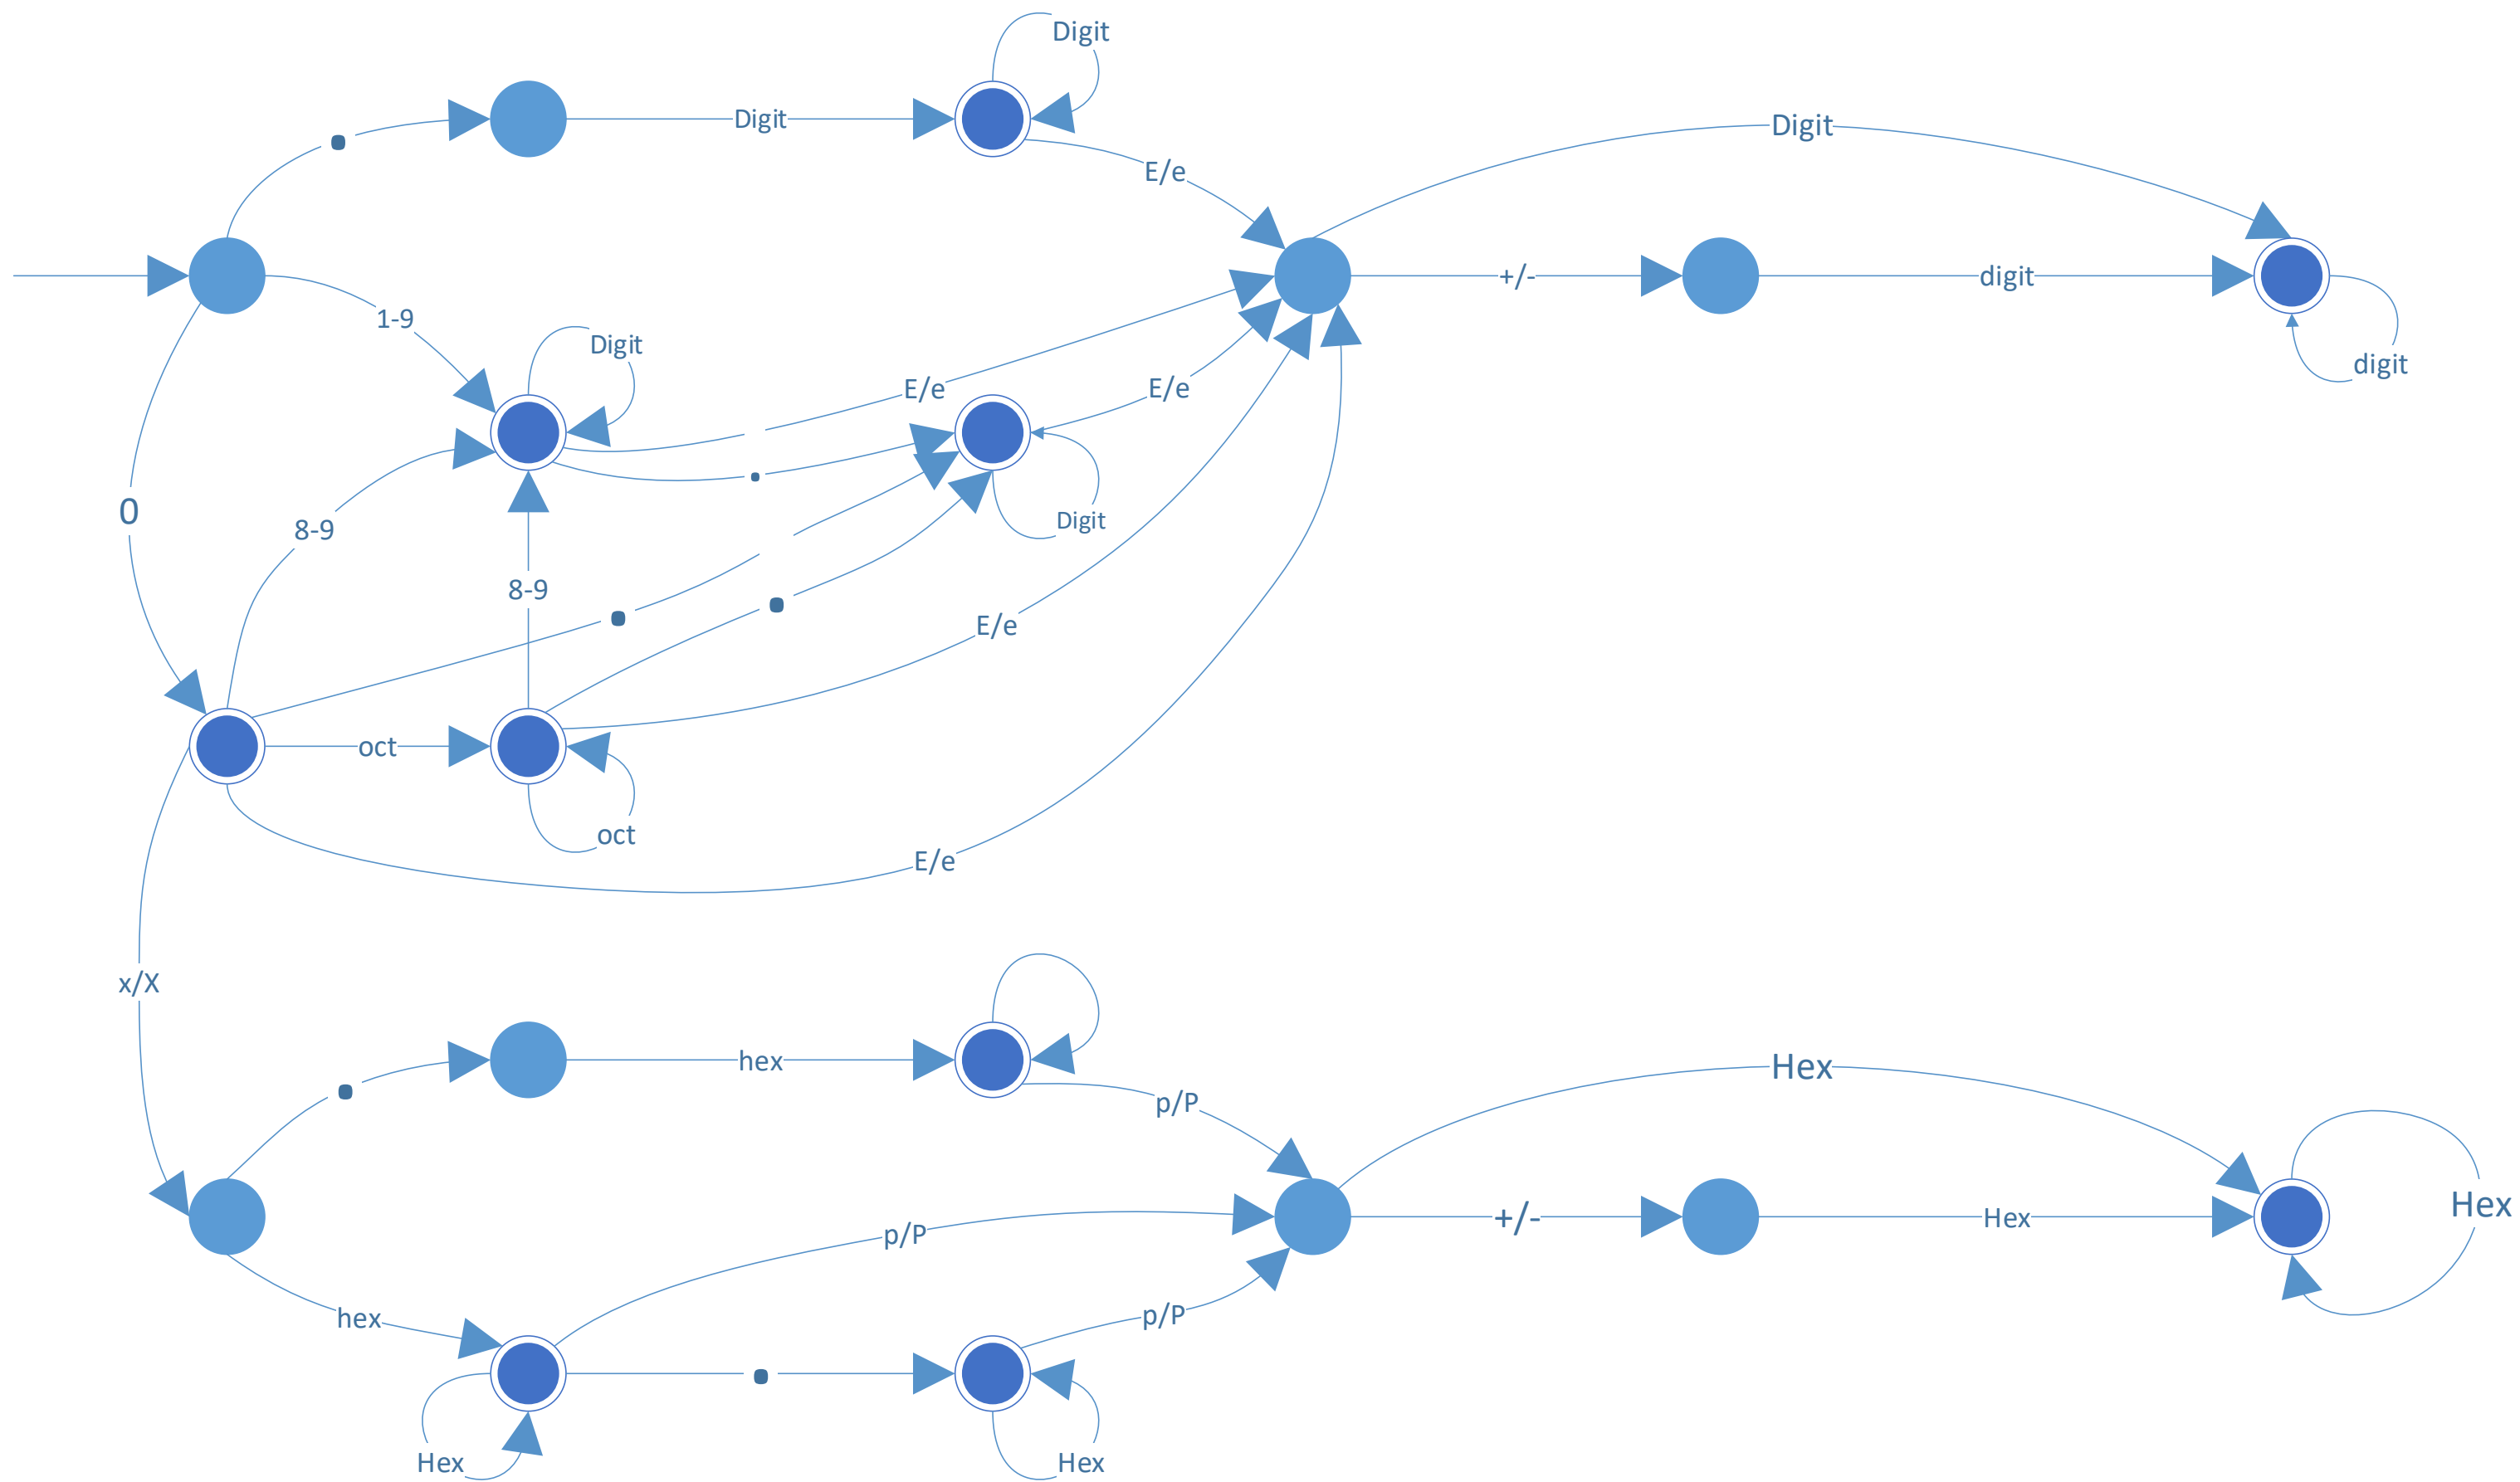 Digit
.
Digit
Digit
E/e
+/-
digit
1-9
Digit
digit
E/e
E/e
.
0
8-9
Digit
8-9
.
.
E/e
oct
oct
E/e
x/X
hex
Hex
.
p/P
Hex
+/-
Hex
p/P
hex
p/P
.
Hex
Hex